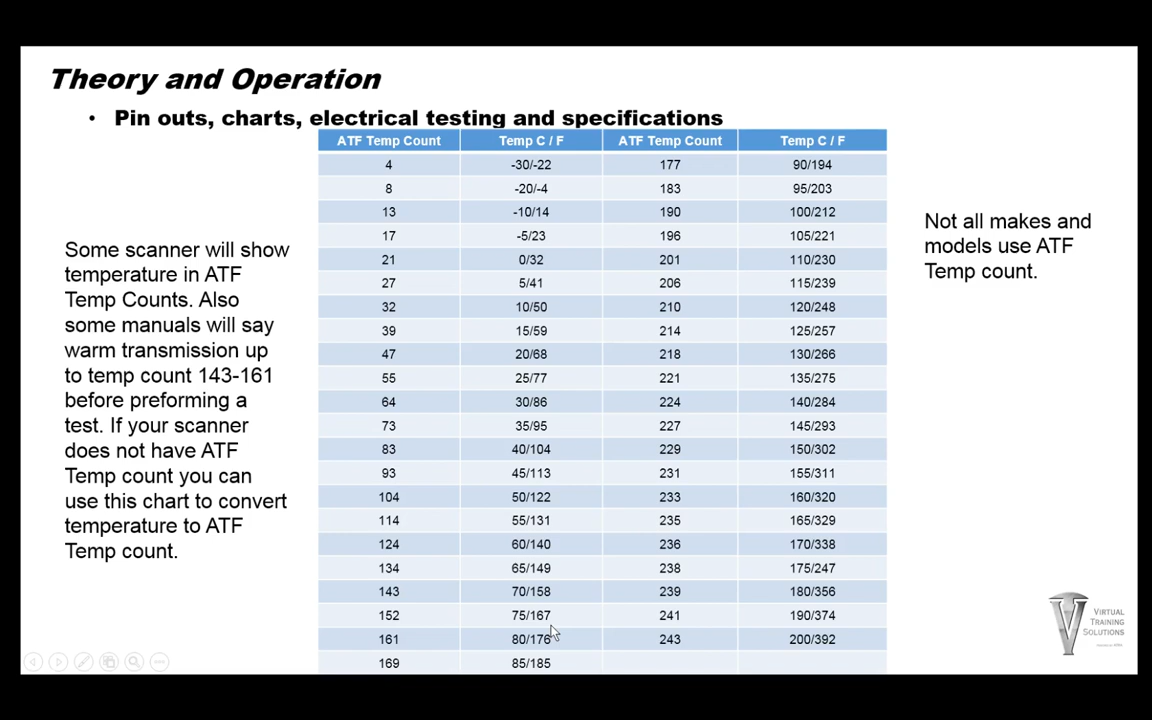 Theory and Operation
• Pin outs, charts, electrical testing and specifications
ATF Temp Count Temp C / F ATF Temp Count Temp C / F
4 -30/-22 177 90/194
8 -20/-4 183 95/203
13 -10/14 190 100/212
17 -5/23 196 105/221
21 0/32 201 110/230
27 5/41 206 115/239
32 10/50 210 120/248
39 15/59 214 125/257
47 20/68 218 130/266
55 25/77 221 135/275
64 30/86 224 140/284
73 35/95 227 145/293
83 40/104 229 150/302
93 45/113 231 155/311
104 50/122 233 160/320
114 55/131 235 165/329
124 60/140 236 170/338
134 65/149 238 175/247
143 70/158 239 180/356
152 75/167 241 190/374
161 80/176 243 200/392
169 85/185
Some scanner will show
temperature in ATF
Temp Counts. Also
some manuals will say
warm transmission up
to temp count 143-161
before preforming a
test. If your scanner
does not have ATF
Temp count you can
use this chart to convert
temperature to ATF
Temp count.
Not all makes and
models use ATF
Temp count.
VIRTUAL
TRAINING
SOLUTIONS